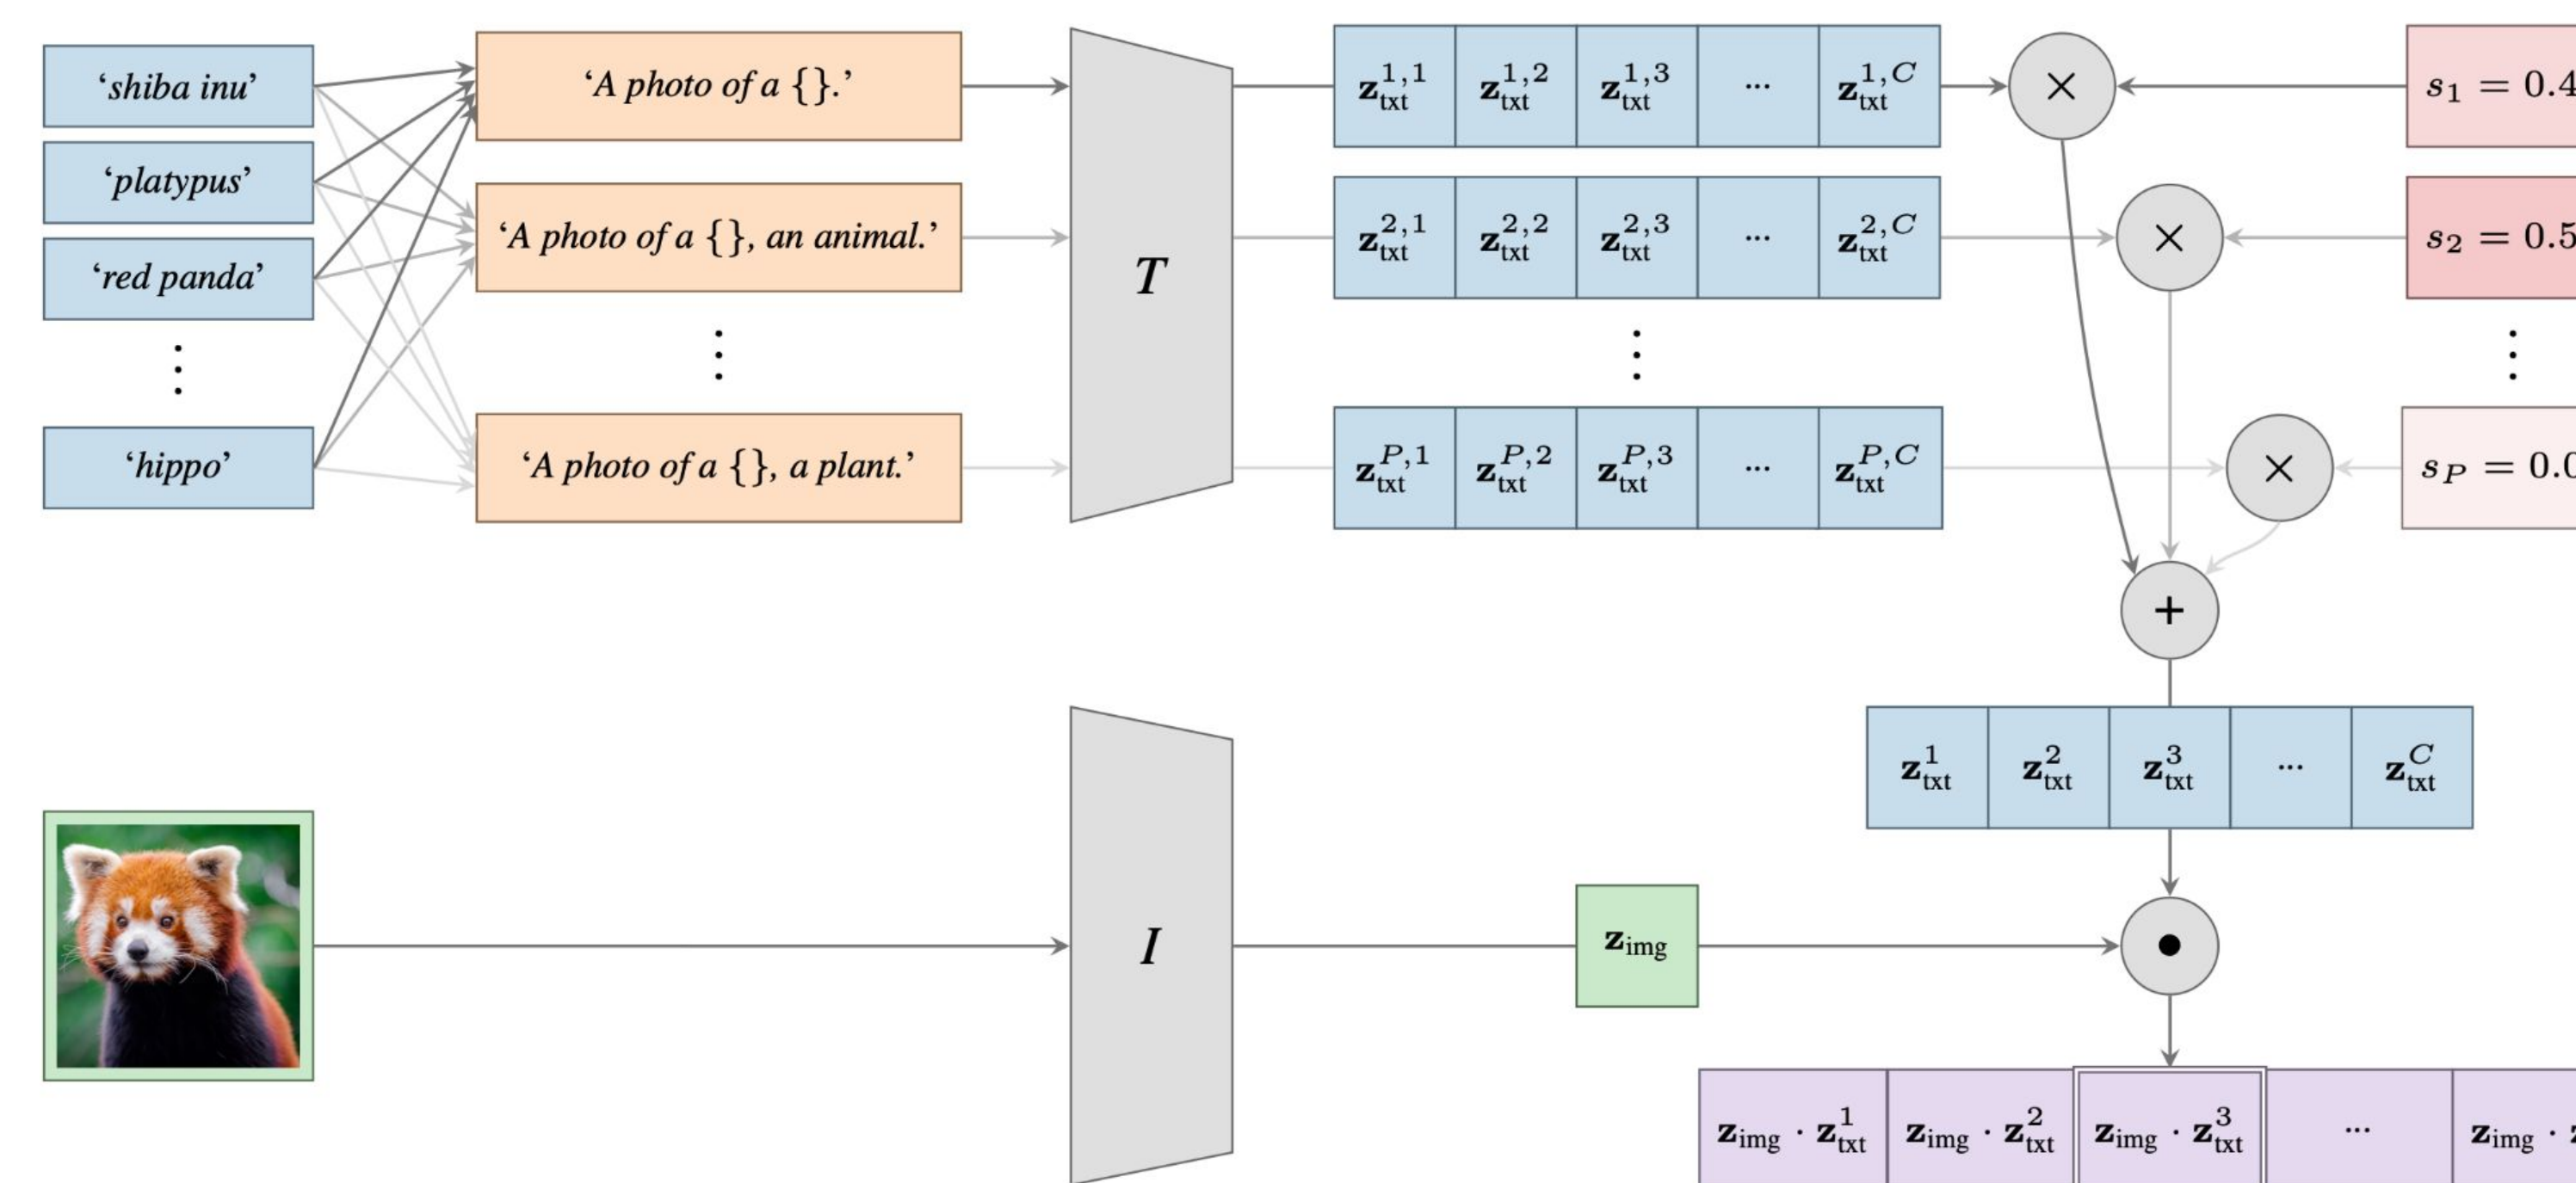 ‘shiba inu’
‘platypus’
‘red panda’
⋮
‘hippo’
‘A photo of a {}.’
‘A photo of a {}, an animal.’
⋮
‘A photo of a {}, a plant.’
T
z_txt^{1,1} z_txt^{1,2} z_txt^{1,3} ... z_txt^{1,C}
z_txt^{2,1} z_txt^{2,2} z_txt^{2,3} ... z_txt^{2,C}
⋮
z_txt^{P,1} z_txt^{P,2} z_txt^{P,3} ... z_txt^{P,C}
×
×
×
+
s_1 = 0.4
s_2 = 0.5
⋮
s_P = 0.0
z_txt^1 z_txt^2 z_txt^3 ... z_txt^C
I
z_img
•
z_img · z_txt^1 z_img · z_txt^2 z_img · z_txt^3 ... z_img ·